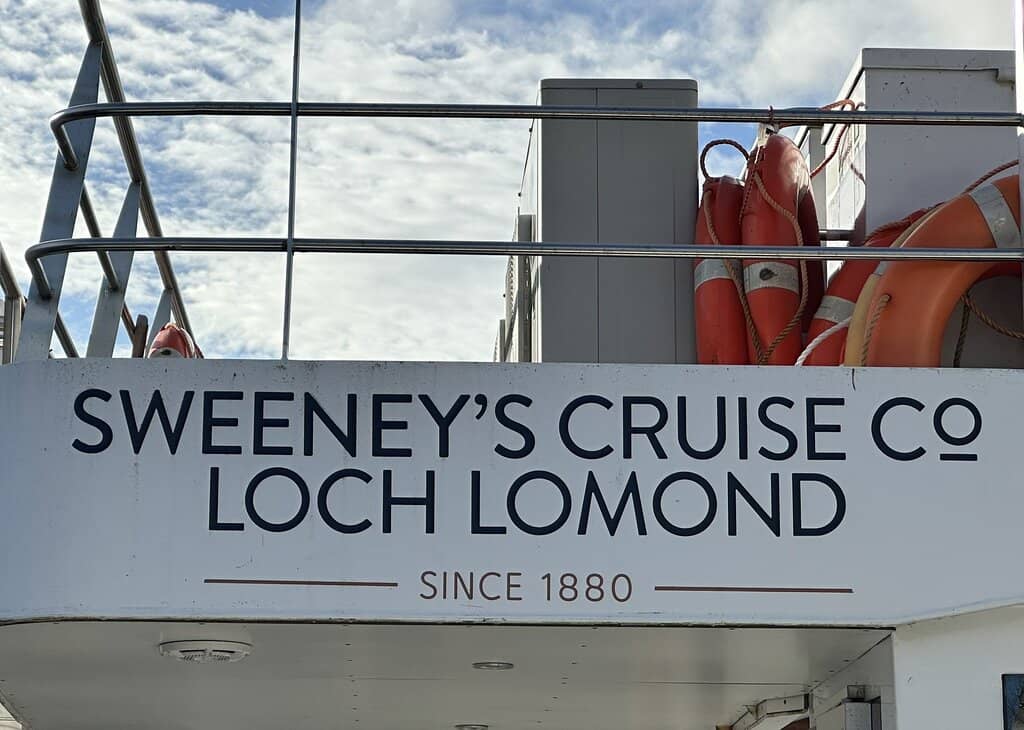 SWEENEY’S CRUISE Cº
LOCH LOMOND
SINCE 1880